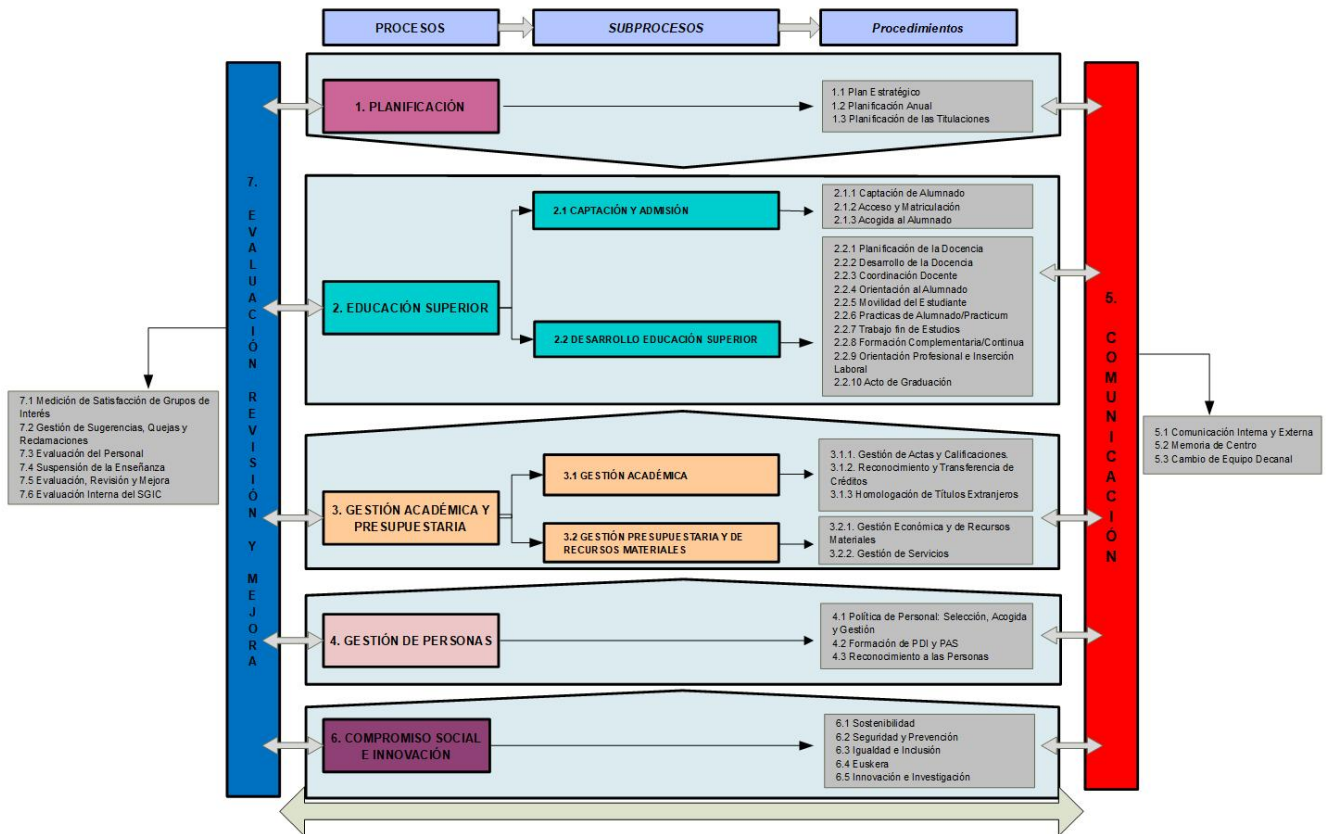 PROCESOS
SUBPROCESOS
Procedimientos
1. PLANIFICACIÓN
1.1 Plan Estratégico
1.2 Planificación Anual
1.3 Planificación de las Titulaciones
7. EVALUACIÓN REVISIÓN Y MEJORA
2. EDUCACIÓN SUPERIOR
2.1 CAPTACIÓN Y ADMISIÓN
2.1.1 Captación de Alumnado
2.1.2 Acceso y Matriculación
2.1.3 Acogida al Alumnado
2.2 DESARROLLO EDUCACIÓN SUPERIOR
2.2.1 Planificación de la Docencia
2.2.2 Desarrollo de la Docencia
2.2.3 Coordinación Docente
2.2.4 Orientación al Alumnado
2.2.5 Movilidad del Estudiante
2.2.6 Practicas de Alumnado/Practicum
2.2.7 Trabajo fin de Estudios
2.2.8 Formación Complementaria/Continua
2.2.9 Orientación Profesional e Inserción
Laboral
2.2.10 Acto de Graduación
5. COMUNICACIÓN
7.1 Medición de Satisfacción de Grupos de
Interés
7.2 Gestión de Sugerencias, Quejas y
Reclamaciones
7.3 Evaluación del Personal
7.4 Suspensión de la Enseñanza
7.5 Evaluación, Revisión y Mejora
7.6 Evaluación Interna del SGIC
5.1 Comunicación Interna y Externa
5.2 Memoria de Centro
5.3 Cambio de Equipo Decanal
3. GESTIÓN ACADÉMICA Y
PRESUPUESTARIA
3.1 GESTIÓN ACADÉMICA
3.1.1. Gestión de Actas y Calificaciones.
3.1.2. Reconocimiento y Transferencia de
Créditos
3.1.3 Homologación de Títulos Extranjeros
3.2 GESTIÓN PRESUPUESTARIA Y DE
RECURSOS MATERIALES
3.2.1. Gestión Económica y de Recursos
Materiales
3.2.2. Gestión de Servicios
4. GESTIÓN DE PERSONAS
4.1 Política de Personal: Selección, Acogida
y Gestión
4.2 Formación de PDI y PAS
4.3 Reconocimiento a las Personas
6. COMPROMISO SOCIAL
E INNOVACIÓN
6.1 Sostenibilidad
6.2 Seguridad y Prevención
6.3 Igualdad e Inclusión
6.4 Euskera
6.5 Innovación e Investigación